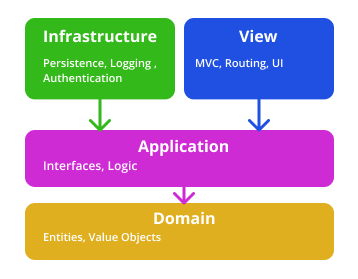 Infrastructure
Persistence, Logging ,
Authentication
View
MVC, Routing, UI
Application
Interfaces, Logic
Domain
Entities, Value Objects